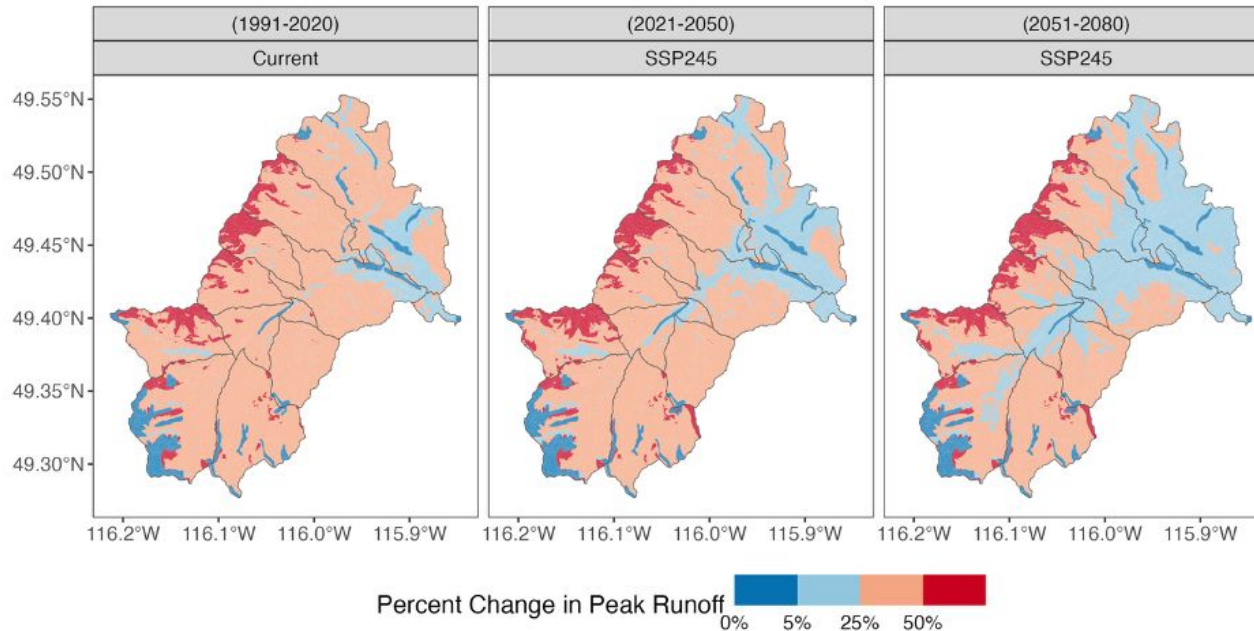 (1991-2020) (2021-2050) (2051-2080)
Current SSP245 SSP245
49.55°N
49.50°N
49.45°N
49.40°N
49.35°N
49.30°N
116.2°W 116.1°W 116.0°W 115.9°W 116.2°W 116.1°W 116.0°W 115.9°W 116.2°W 116.1°W 116.0°W 115.9°W
Percent Change in Peak Runoff
0% 5% 25% 50%